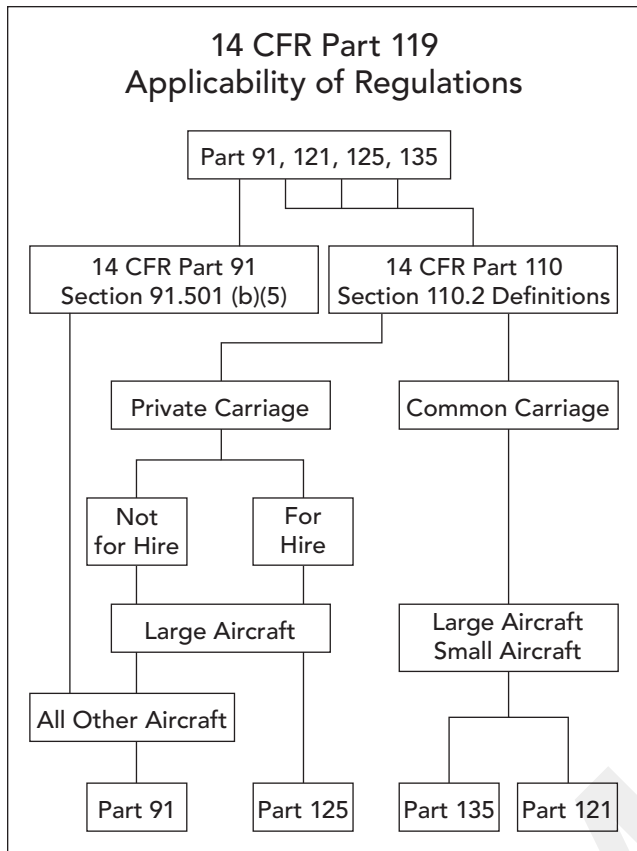 14 CFR Part 119
Applicability of Regulations
Part 91, 121, 125, 135
14 CFR Part 91
Section 91.501 (b)(5)
14 CFR Part 110
Section 110.2 Definitions
Private Carriage
Common Carriage
Not
for Hire
For
Hire
Large Aircraft
Large Aircraft
Small Aircraft
All Other Aircraft
Part 91
Part 125
Part 135
Part 121